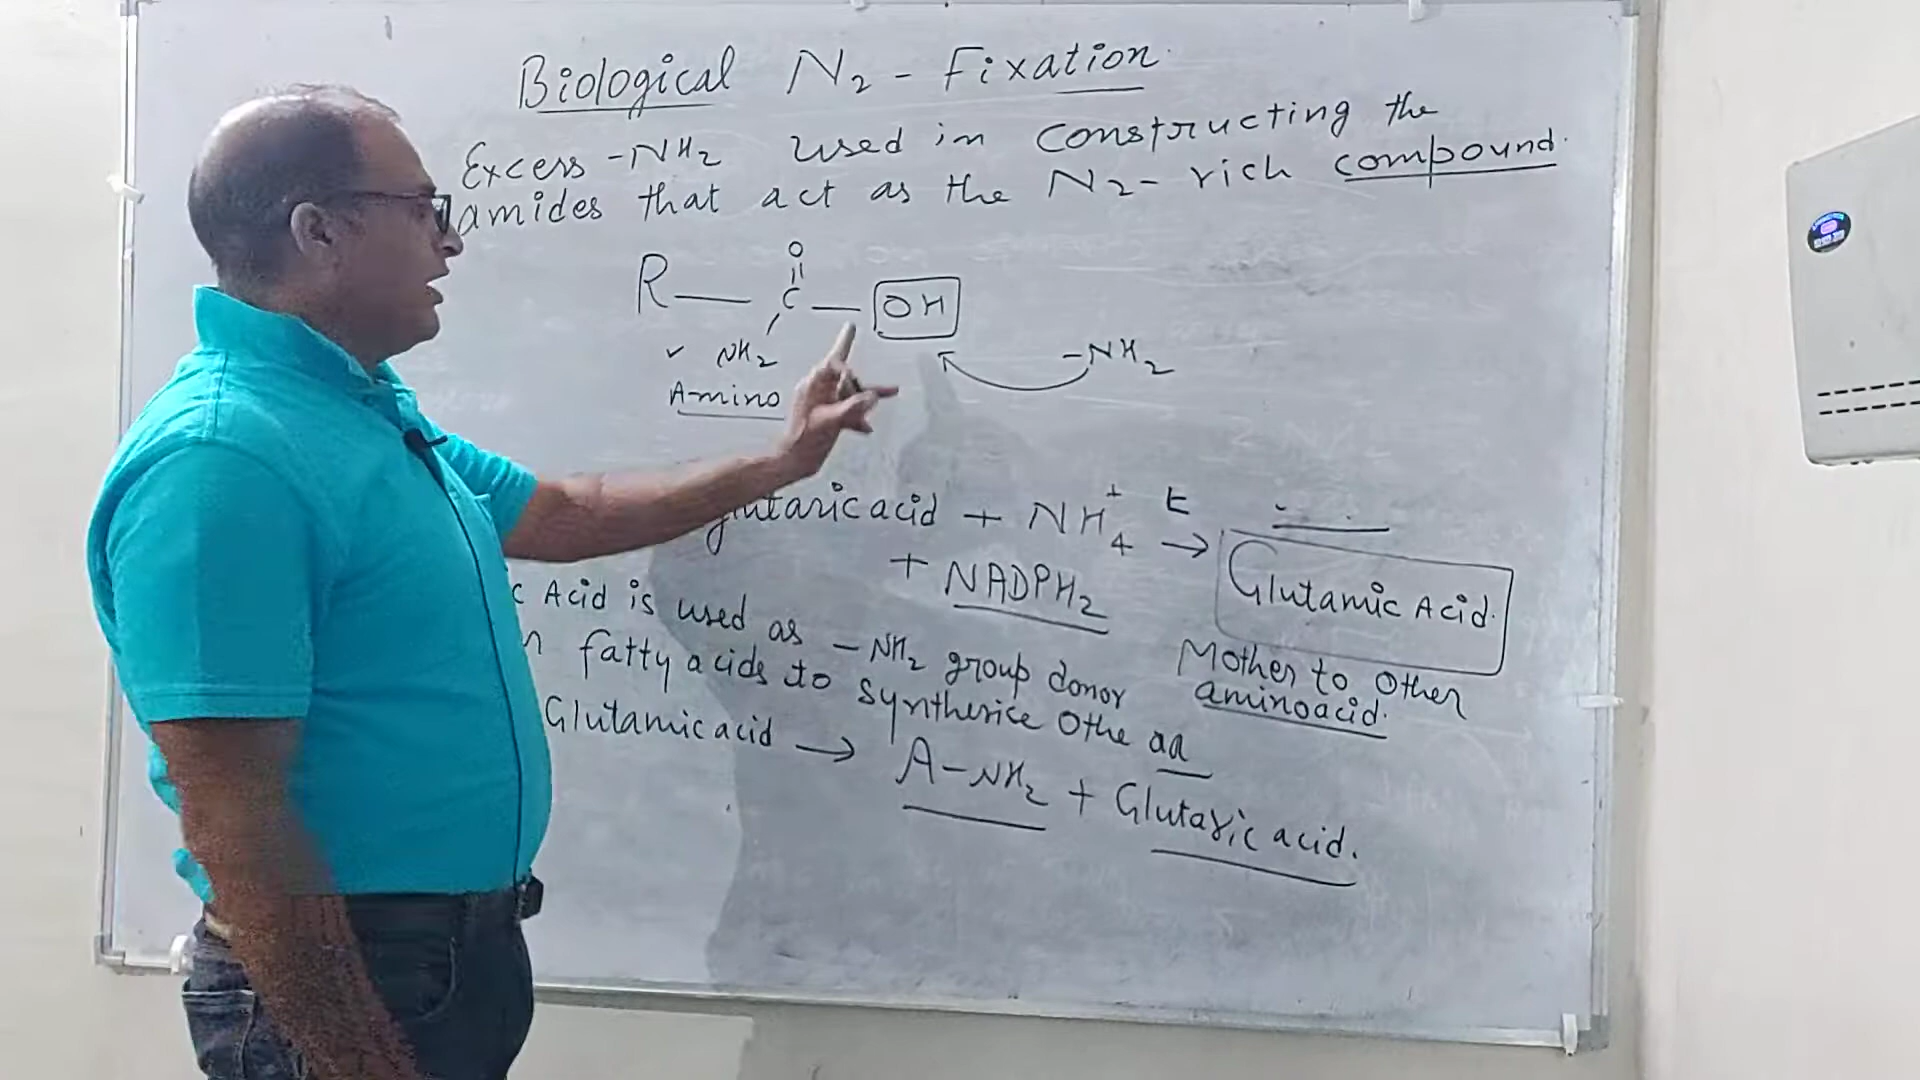 Biological N2 - Fixation
Excess -NH2 used in constructing the
amides that act as the N2- rich compound.
O
R — C — OH
NH2
-NH2
Amino
glutaric acid + NH4+ E →
+ NADPH2
Glutamic Acid.
c Acid is used as -NH2 group donor
n fatty acids to syntherice Othe aa
Mother to Other
aminoacid.
Glutamic acid → A-NH2 + Glutaric acid.